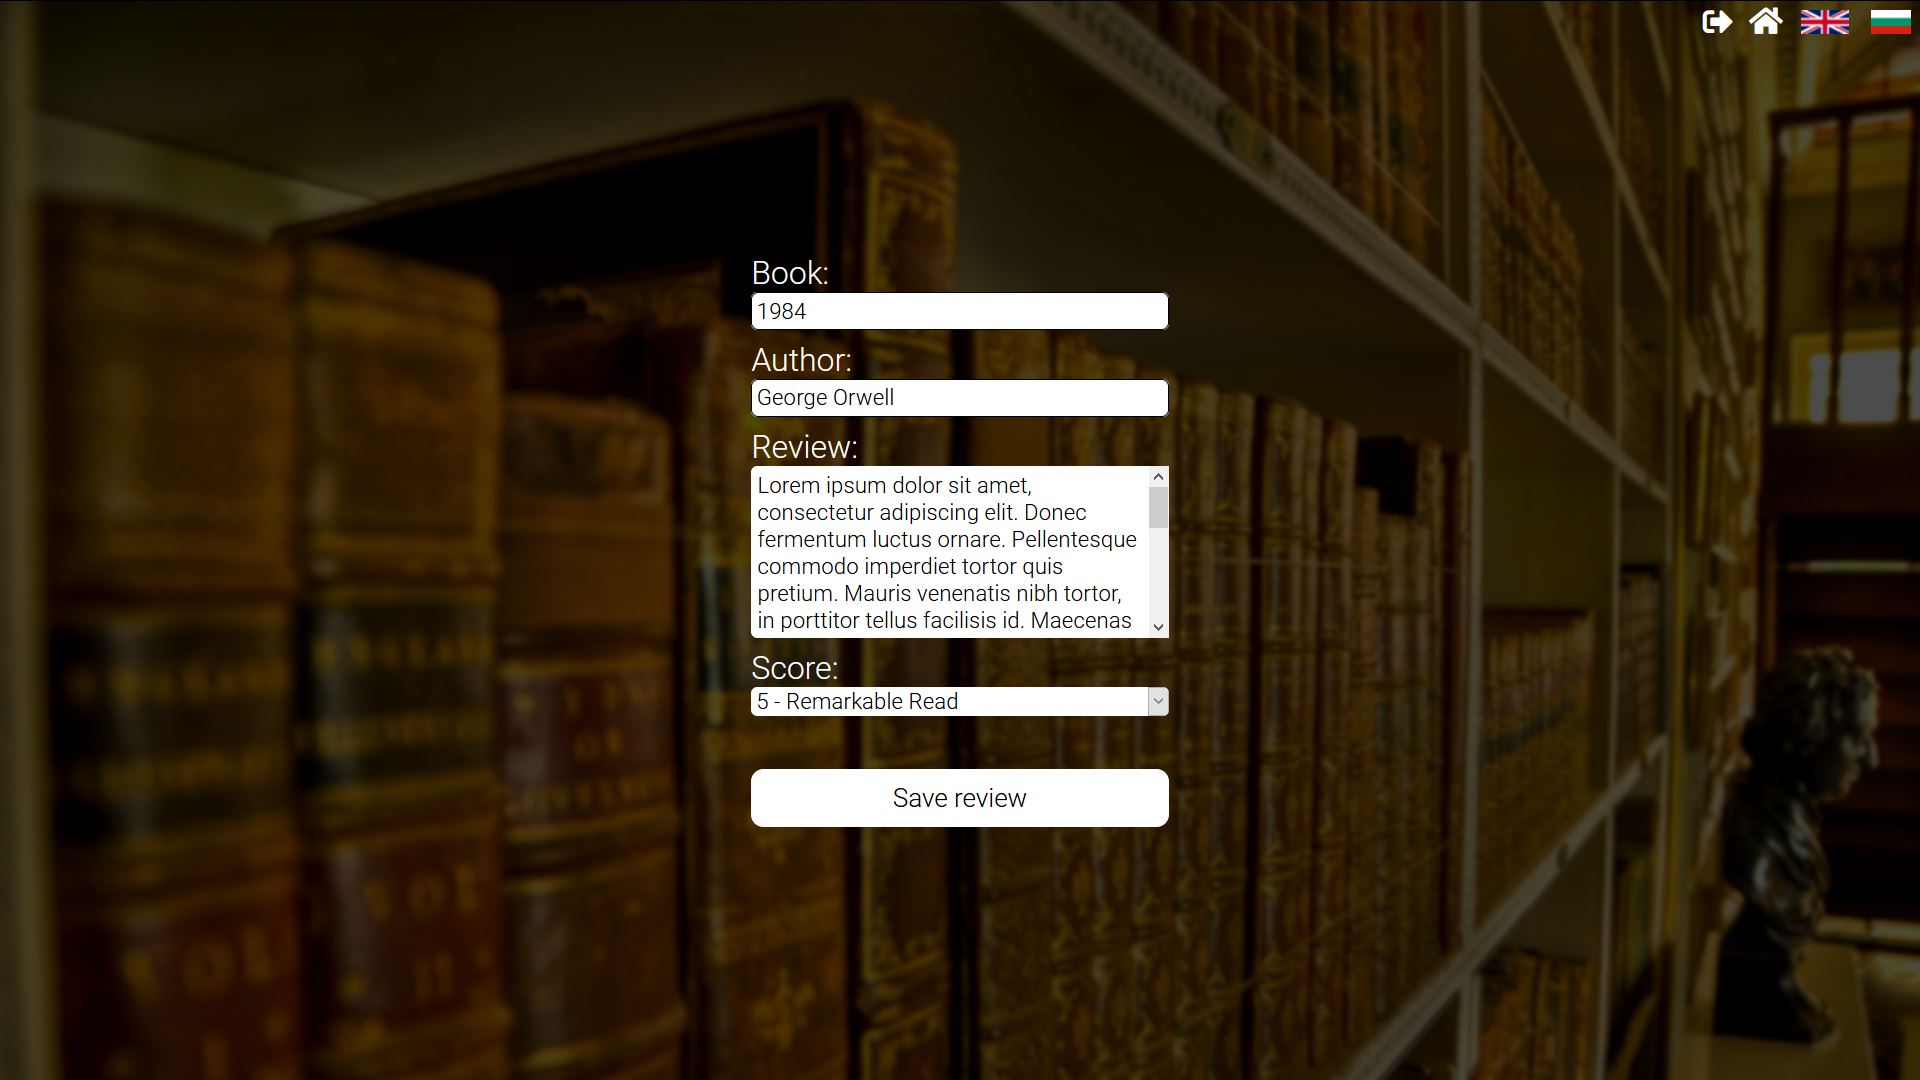 Book:
1984
Author:
George Orwell
Review:
Lorem ipsum dolor sit amet,
consectetur adipiscing elit. Donec
fermentum luctus ornare. Pellentesque
commodo imperdiet tortor quis
pretium. Mauris venenatis nibh tortor,
in porttitor tellus facilisis id. Maecenas
Score:
5 - Remarkable Read
Save review